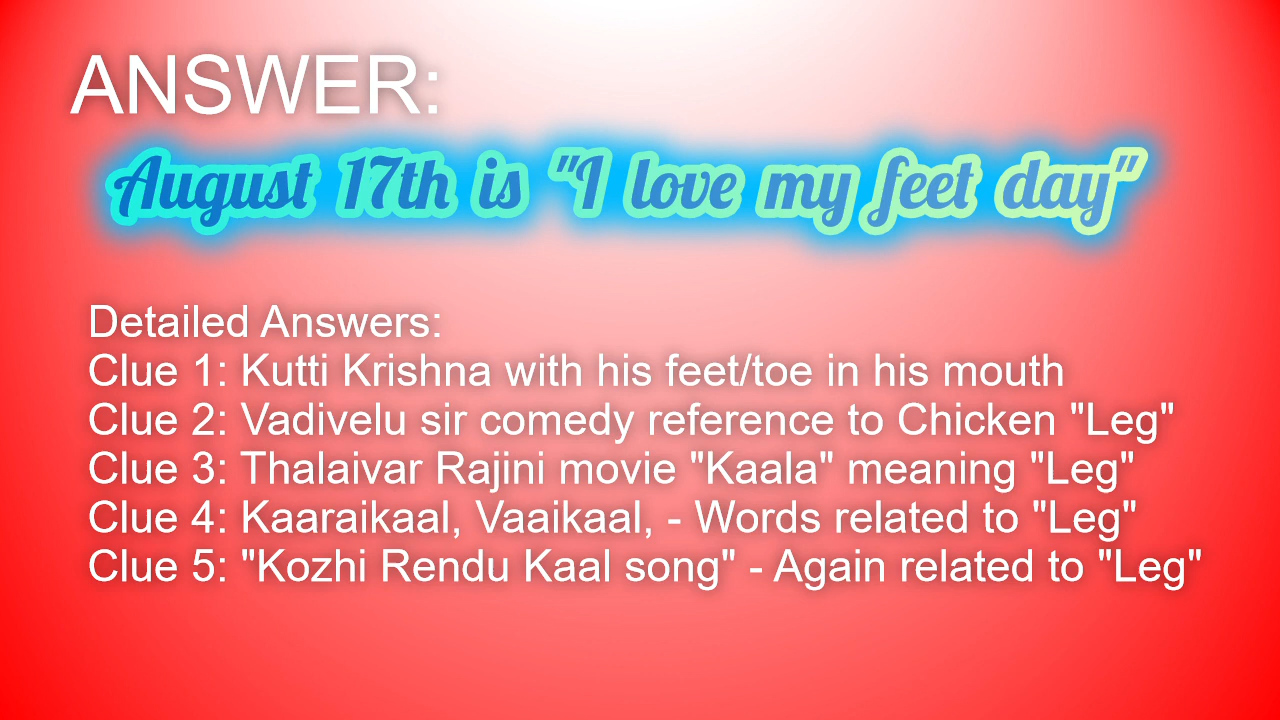 ANSWER:
August 17th is "I love my feet day"
Detailed Answers:
Clue 1: Kutti Krishna with his feet/toe in his mouth
Clue 2: Vadivelu sir comedy reference to Chicken "Leg"
Clue 3: Thalaivar Rajini movie "Kaala" meaning "Leg"
Clue 4: Kaaraikaal, Vaaikaal, - Words related to "Leg"
Clue 5: "Kozhi Rendu Kaal song" - Again related to "Leg"